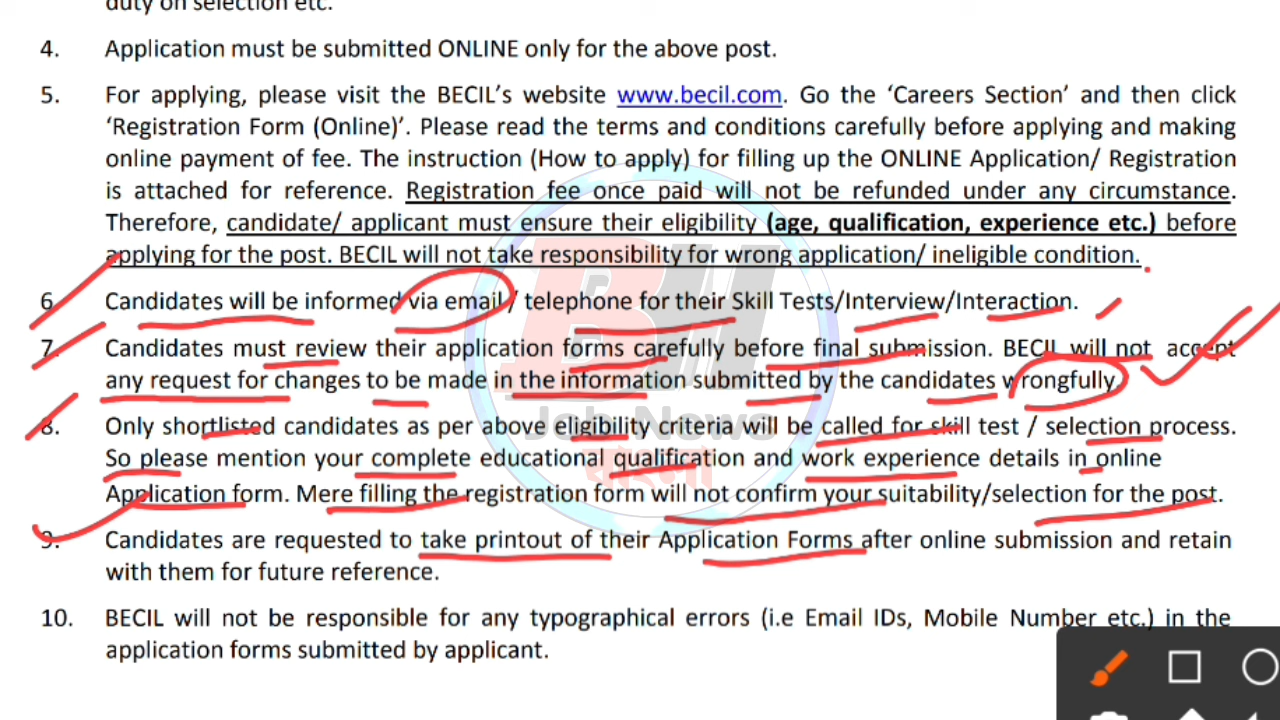 duty on selection etc.
4. Application must be submitted ONLINE only for the above post.
5. For applying, please visit the BECIL's website www.becil.com. Go the 'Careers Section' and then click
'Registration Form (Online)'. Please read the terms and conditions carefully before applying and making
online payment of fee. The instruction (How to apply) for filling up the ONLINE Application/ Registration
is attached for reference. Registration fee once paid will not be refunded under any circumstance.
Therefore, candidate/ applicant must ensure their eligibility (age, qualification, experience etc.) before
applying for the post. BECIL will not take responsibility for wrong application/ ineligible condition.
6. Candidates will be informed via email/ telephone for their Skill Tests/Interview/Interaction.
7. Candidates must review their application forms carefully before final submission. BECIL will not accept
any request for changes to be made in the information submitted by the candidates wrongfully
8. Only shortlisted candidates as per above eligibility criteria will be called for skill test / selection process.
So please mention your complete educational qualification and work experience details in online
Application form. Mere filling the registration form will not confirm your suitability/selection for the post.
9. Candidates are requested to take printout of their Application Forms after online submission and retain
with them for future reference.
10. BECIL will not be responsible for any typographical errors (i.e Email IDs, Mobile Number etc.) in the
application forms submitted by applicant.
Job News
বাংলা